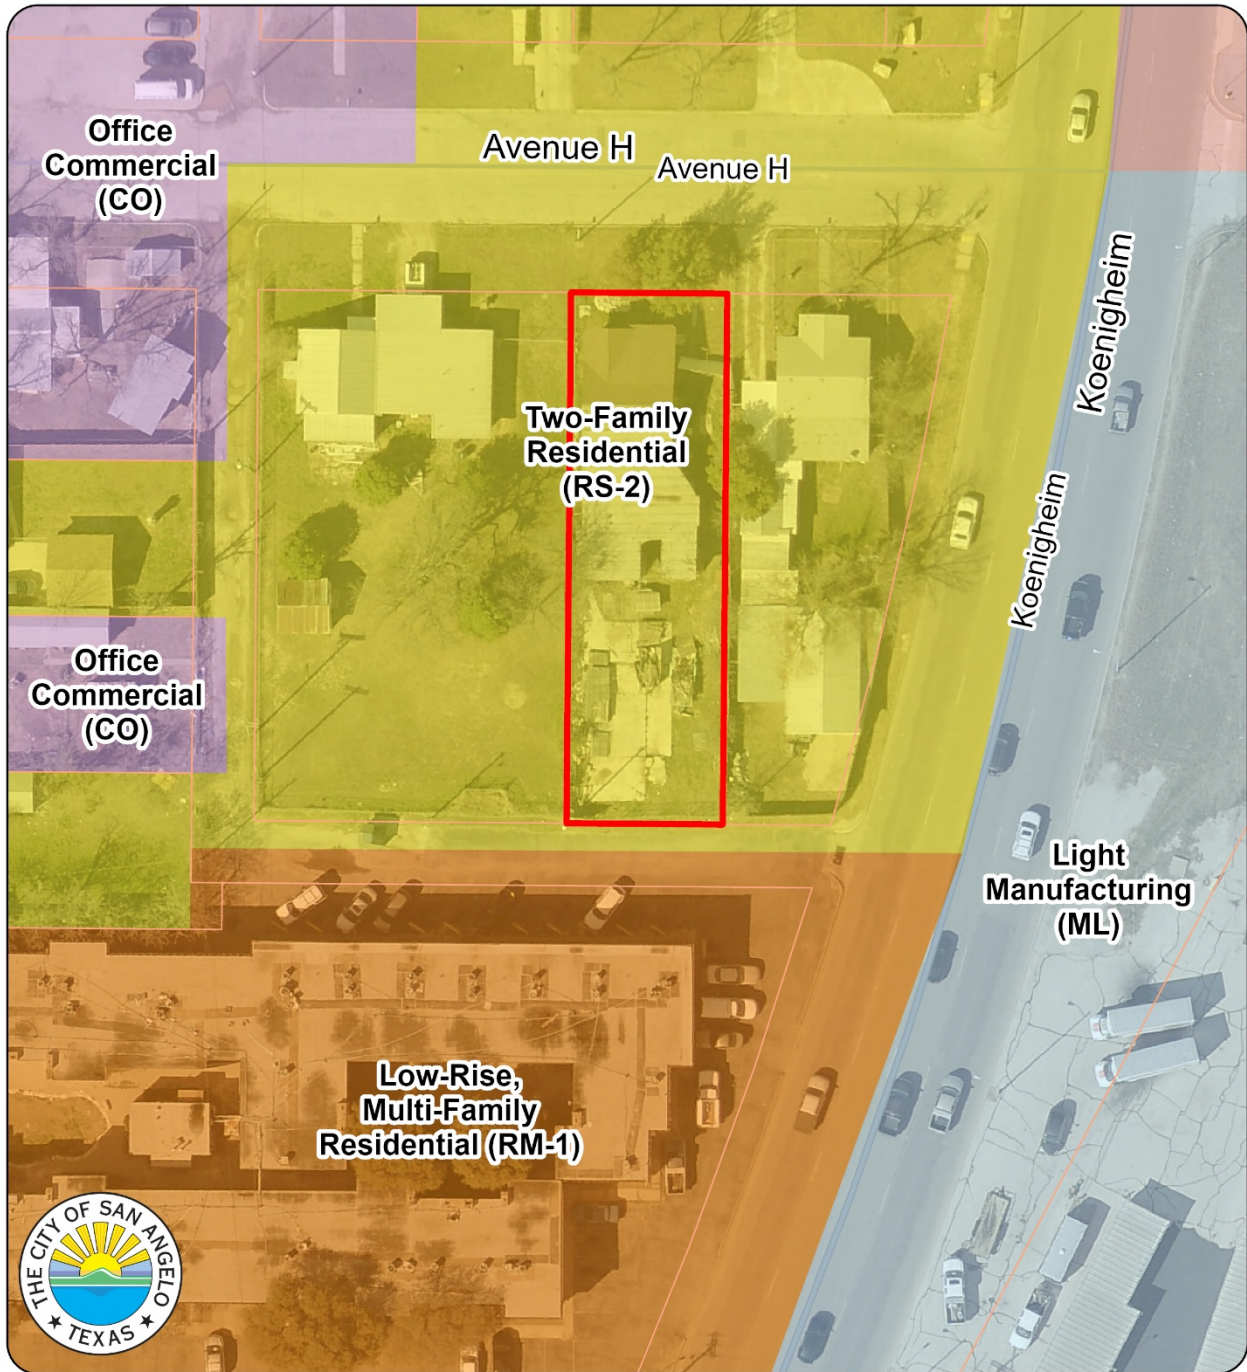 Office
Commercial
(CO)
Avenue H
Avenue H
Koenigheim
Two-Family
Residential
(RS-2)
Koenigheim
Office
Commercial
(CO)
Light
Manufacturing
(ML)
Low-Rise,
Multi-Family
Residential (RM-1)
THE CITY OF SAN ANGELO
★ TEXAS ★